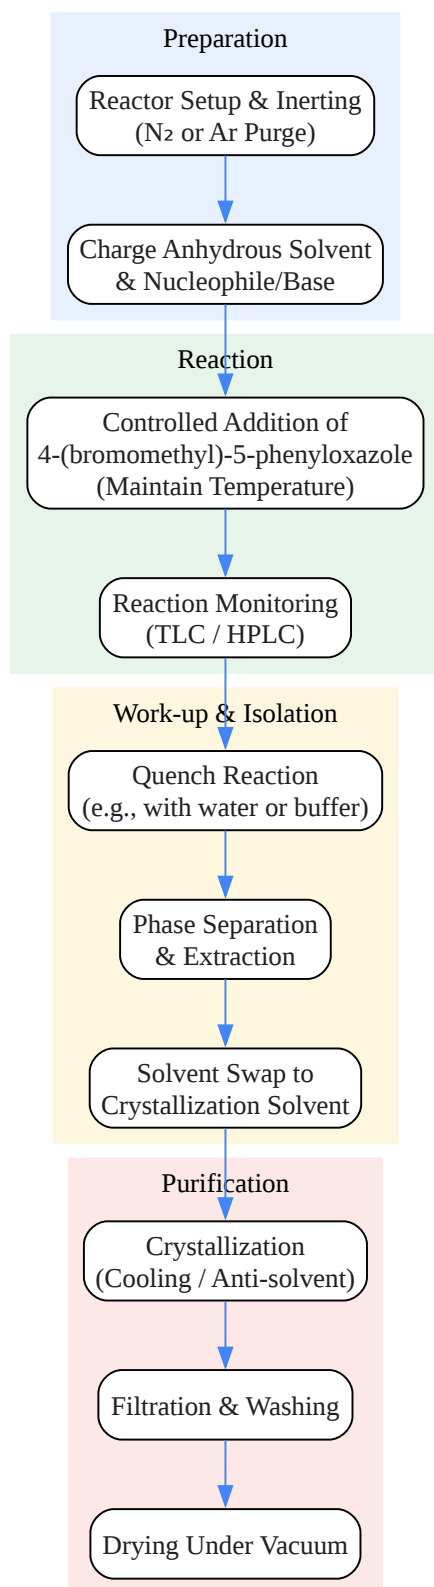 Preparation
Reactor Setup & Inerting
(N₂ or Ar Purge)
Charge Anhydrous Solvent
& Nucleophile/Base
Reaction
Controlled Addition of
4-(bromomethyl)-5-phenyloxazole
(Maintain Temperature)
Reaction Monitoring
(TLC / HPLC)
Work-up & Isolation
Quench Reaction
(e.g., with water or buffer)
Phase Separation
& Extraction
Solvent Swap to
Crystallization Solvent
Purification
Crystallization
(Cooling / Anti-solvent)
Filtration & Washing
Drying Under Vacuum